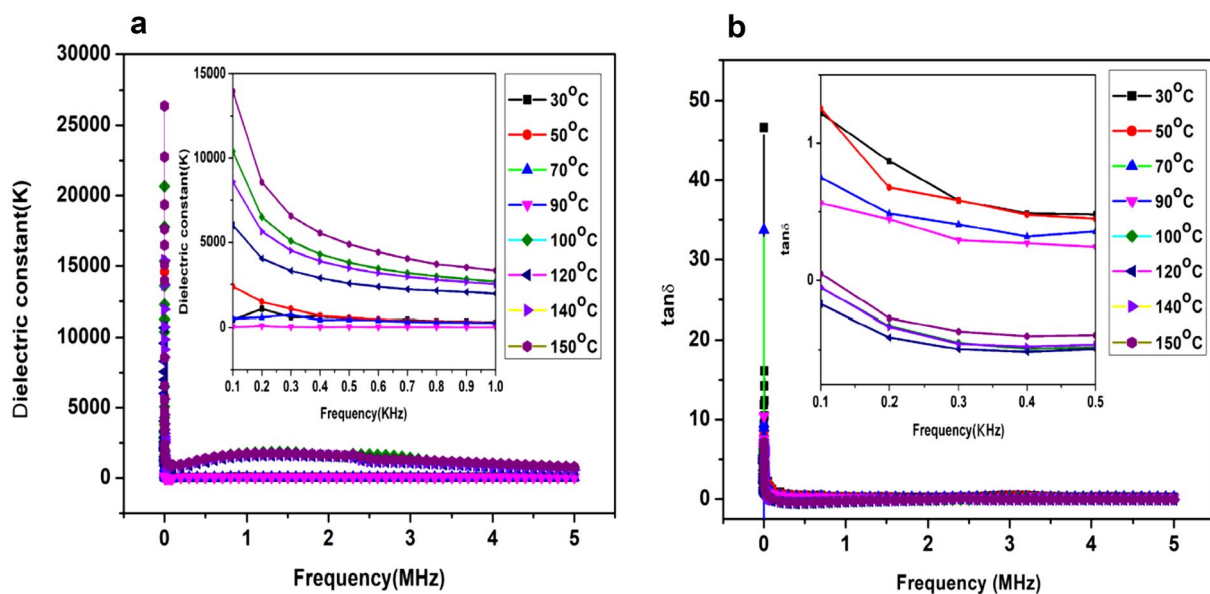 a
30000
25000
20000
15000
10000
5000
0
Dielectric constant(K)
0 1 2 3 4 5
Frequency(MHz)
15000
10000
5000
0
Dielectric constant(K)
0.1 0.2 0.3 0.4 0.5 0.6 0.7 0.8 0.9 1.0
Frequency(KHz)
30°C
50°C
70°C
90°C
100°C
120°C
140°C
150°C
b
50
40
30
20
10
0
tanδ
0 1 2 3 4 5
Frequency (MHz)
1
0
tanδ
0.1 0.2 0.3 0.4 0.5
Frequency(KHz)
30°C
50°C
70°C
90°C
100°C
120°C
140°C
150°C